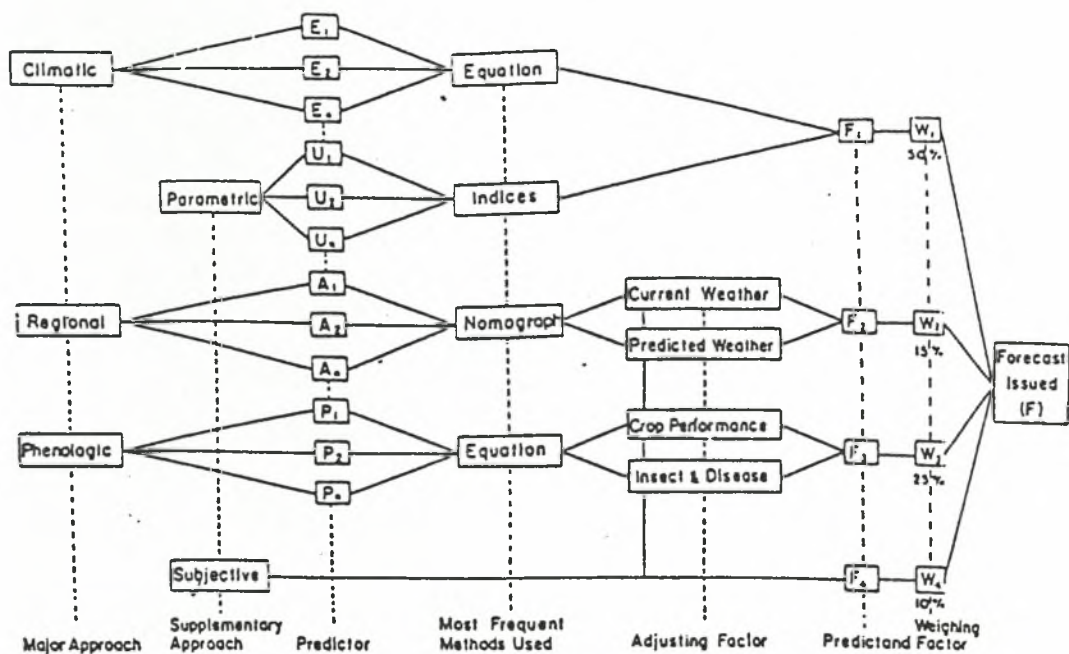 Climatic
E₁
E₂
Eₙ
Equation
F₁
W₁
50%
Parametric
U₁
U₂
Uₙ
Indices
Regional
A₁
A₂
Aₙ
Nomograph
Current Weather
Predicted Weather
F₂
W₂
15%
Forecast
Issued
(F)
Phenologic
P₁
P₂
Pₙ
Equation
Crop Performance
Insect & Disease
F₃
25%
Subjective
F₄
W₄
10%
Major Approach
Supplementary
Approach
Predictor
Most Frequent
Methods Used
Adjusting Factor
Predictand
Weighing
Factor